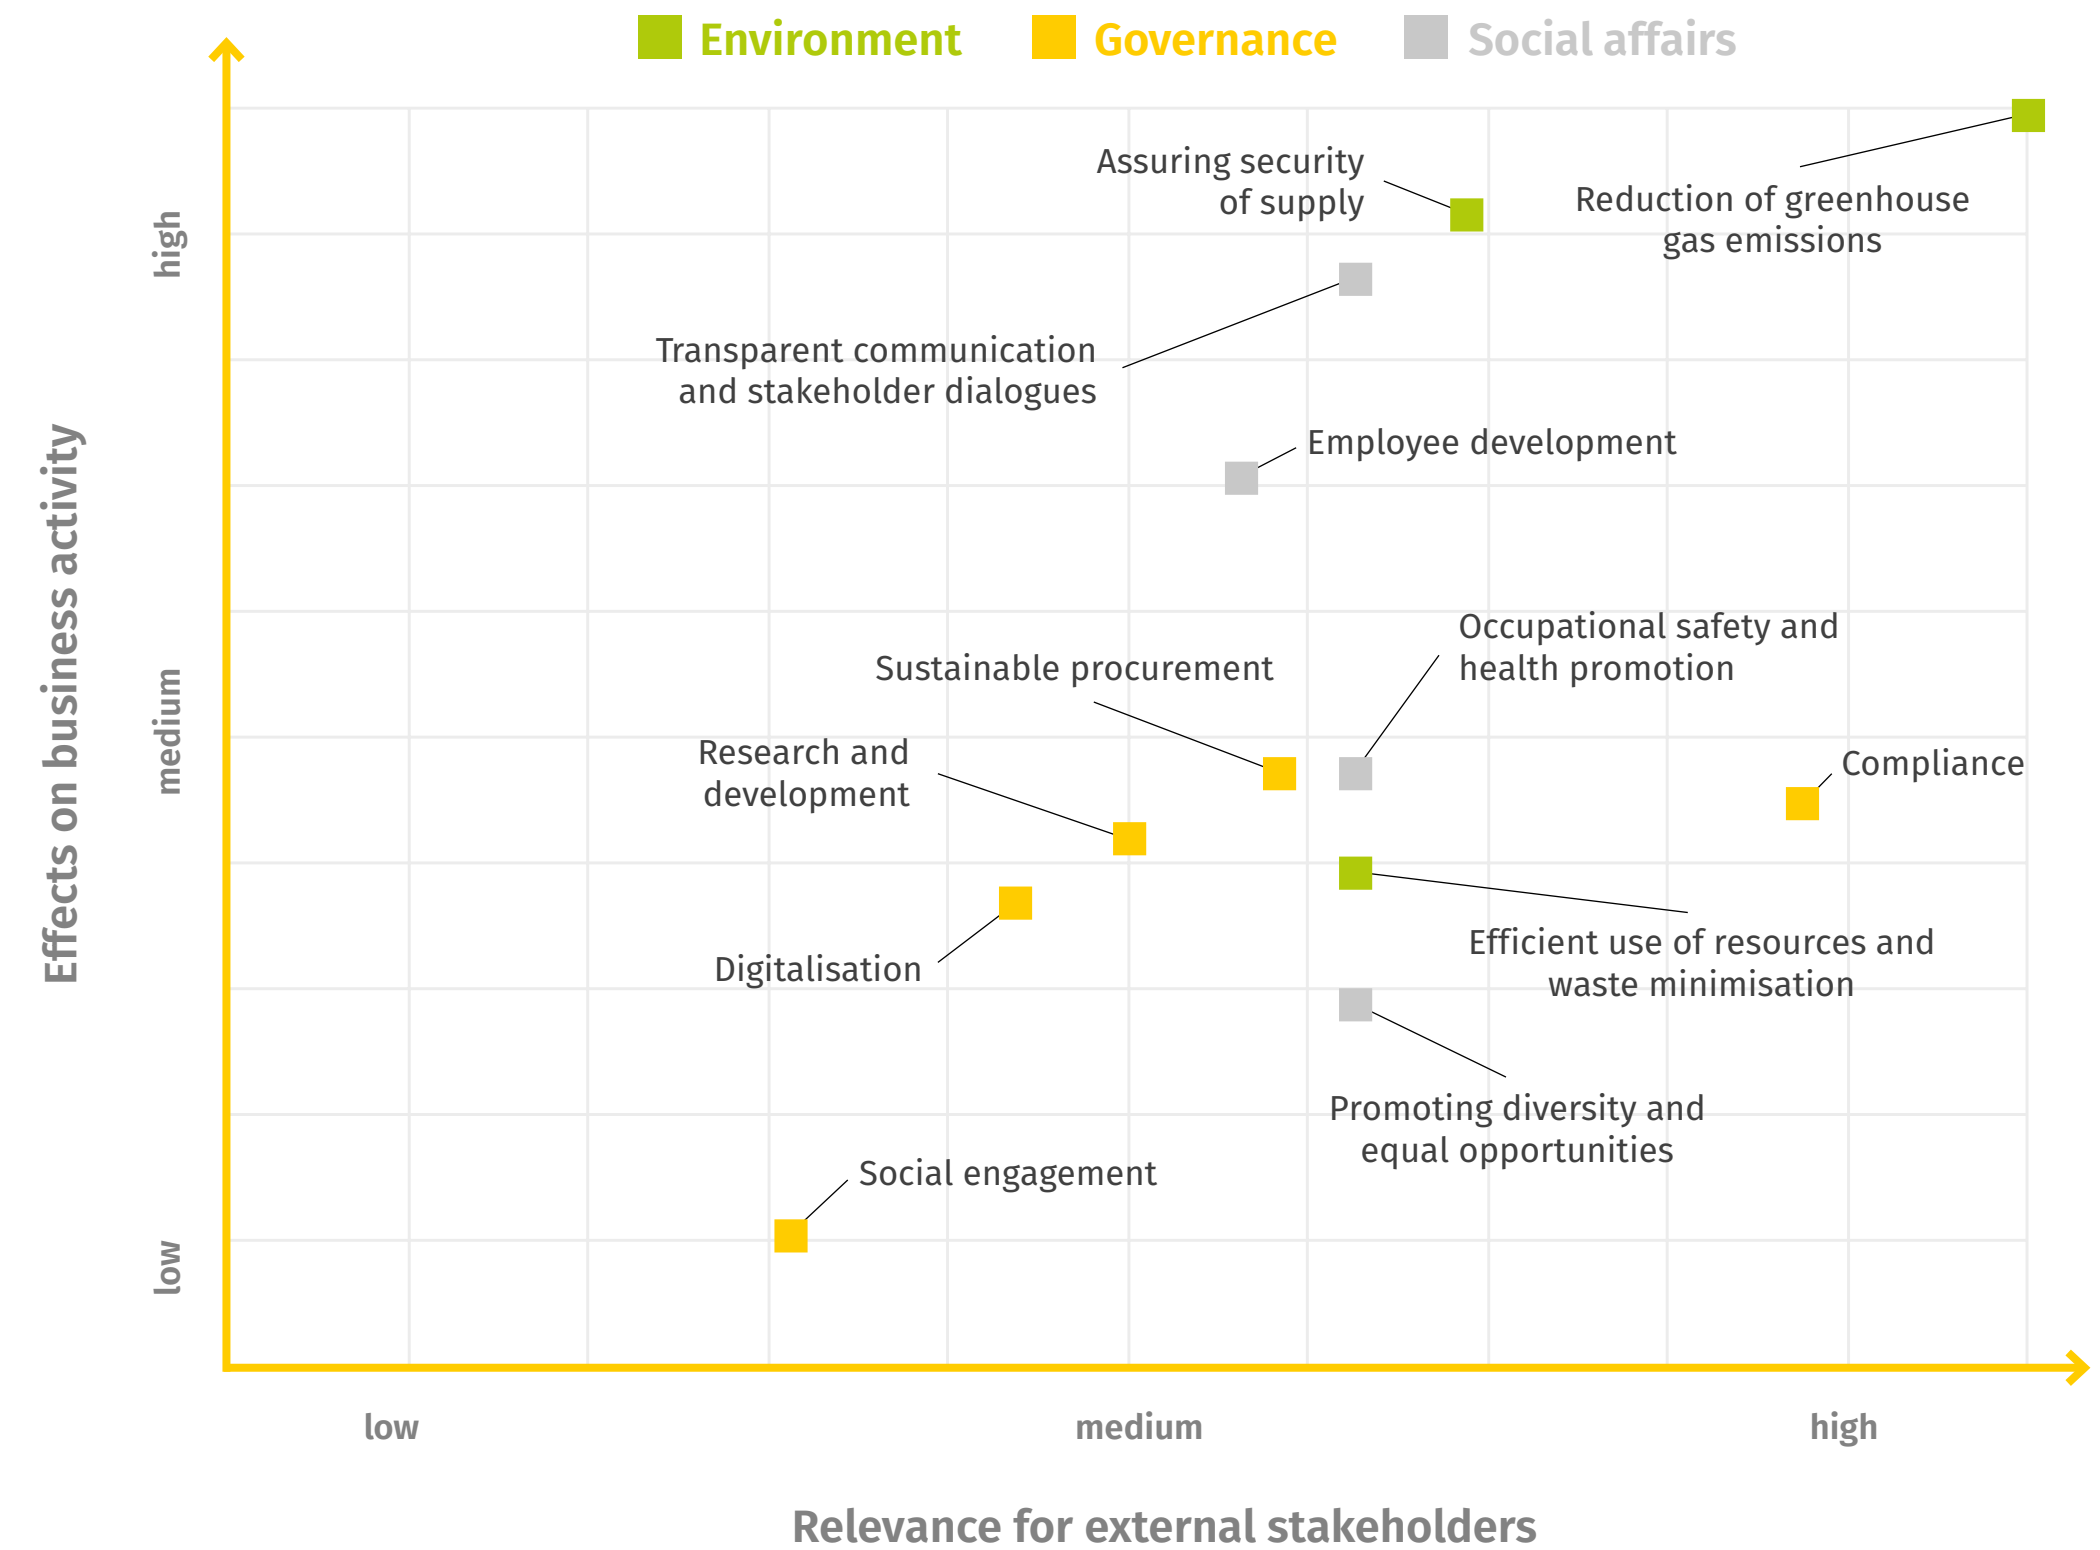 Environment
Governance
Social affairs
Assuring security
of supply
Reduction of greenhouse
gas emissions
Transparent communication
and stakeholder dialogues
Employee development
Occupational safety and
health promotion
Sustainable procurement
Research and
development
Compliance
Efficient use of resources and
waste minimisation
Digitalisation
Promoting diversity and
equal opportunities
Social engagement
Effects on business activity
high
medium
low
low
medium
high
Relevance for external stakeholders